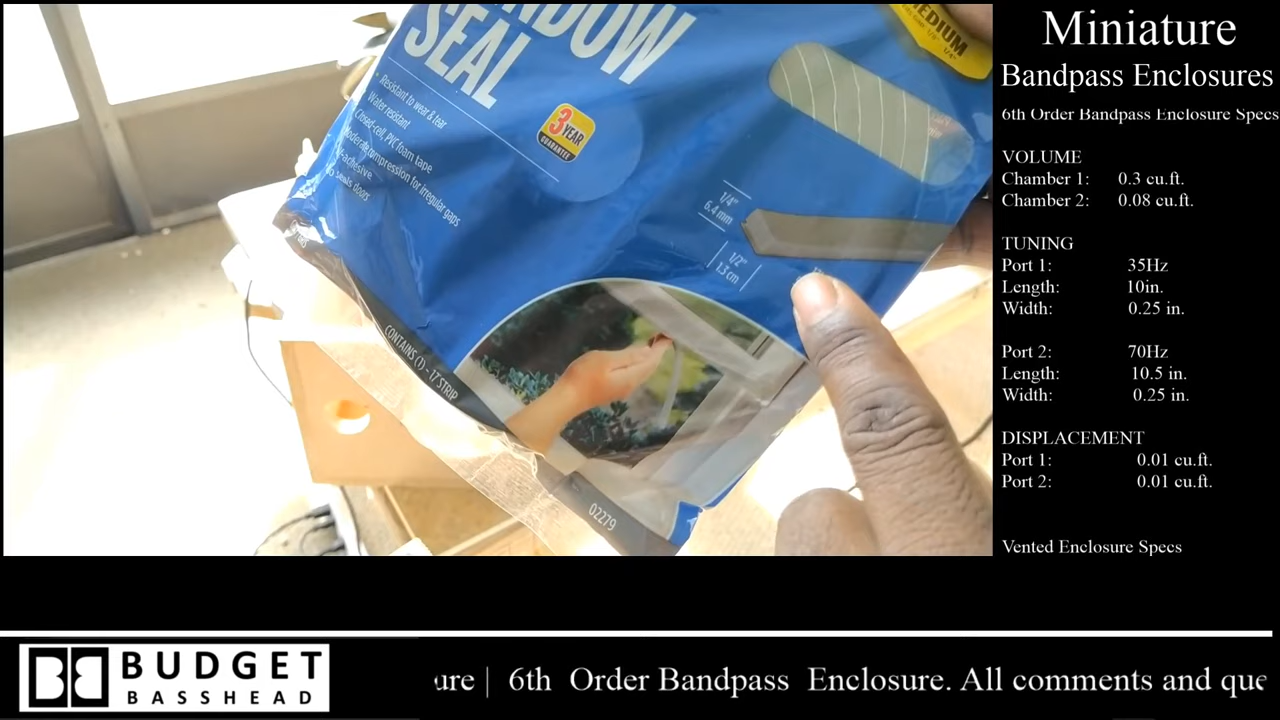 SEAL
MEDIUM
Resistant to wear & tear
Water resistant
Closed-cell, PVC foam tape
Moderate compression for irregular gaps
seals doors
3 YEAR
GUARANTEE
1/4"
6.4 mm
1/2"
1.3 cm
CONTAINS (1) - 17' STRIP
02279
Miniature
Bandpass Enclosures
6th Order Bandpass Enclosure Specs
VOLUME
Chamber 1: 0.3 cu.ft.
Chamber 2: 0.08 cu.ft.
TUNING
Port 1: 35Hz
Length: 10in.
Width: 0.25 in.
Port 2: 70Hz
Length: 10.5 in.
Width: 0.25 in.
DISPLACEMENT
Port 1: 0.01 cu.ft.
Port 2: 0.01 cu.ft.
Vented Enclosure Specs
BUDGET
BASSHEAD
ure | 6th Order Bandpass Enclosure. All comments and que